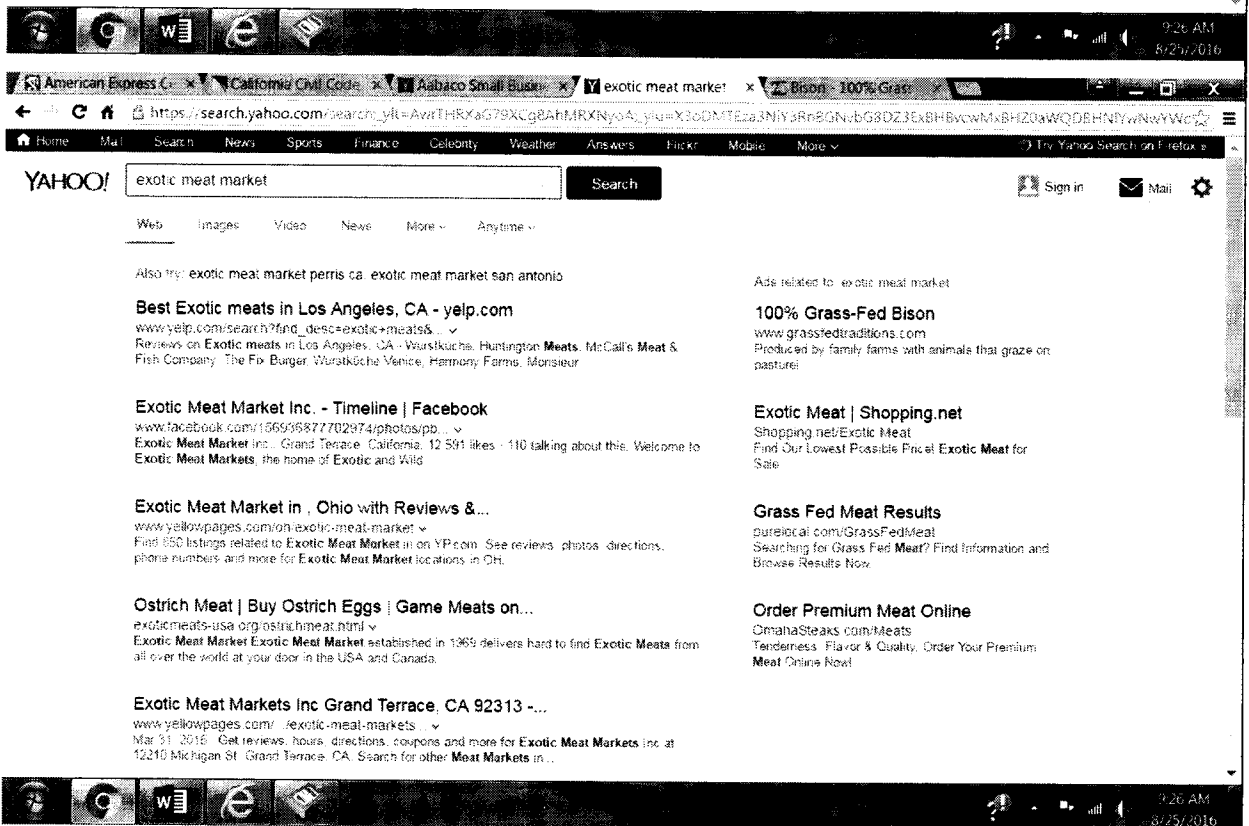 9:26 AM
8/25/2016
American Express C
California Civil Code
Aabaco Small Busin
exotic meat market
Bison - 100% Grass
https://search.yahoo.com/search;_ylt=
Home Mail Search News Sports Finance Celebrity Weather Answers Flickr Mobile More Try Yahoo Search on Firefox »
YAHOO! exotic meat market Search Sign in Mail
Web Images Video News More Anytime
Also try: exotic meat market perris ca, exotic meat market san antonio
Best Exotic meats in Los Angeles, CA - yelp.com
www.yelp.com/search?find_desc=exotic+meats&...
Reviews on Exotic meats in Los Angeles, CA - Wurstküche, Huntington Meats, McCall's Meat &
Fish Company, The Fix Burger, Wurstküche Venice, Harmony Farms, Monsieur
Exotic Meat Market Inc. - Timeline | Facebook
www.facebook.com/156936877702974/photos/pb...
Exotic Meat Market Inc., Grand Terrace, California. 12,591 likes · 110 talking about this. Welcome to
Exotic Meat Markets, the home of Exotic and Wild
Exotic Meat Market in , Ohio with Reviews &...
www.yellowpages.com/oh/exotic-meat-market
Find 650 listings related to Exotic Meat Market in on YP.com. See reviews, photos, directions,
phone numbers and more for Exotic Meat Market locations in OH.
Ostrich Meat | Buy Ostrich Eggs | Game Meats on...
exoticmeats-usa.org/ostrichmeat.html
Exotic Meat Market Exotic Meat Market established in 1989 delivers hard to find Exotic Meats from
all over the world at your door in the USA and Canada.
Exotic Meat Markets Inc Grand Terrace, CA 92313 -...
www.yellowpages.com/.../exotic-meat-markets...
Mar 31, 2016 · Get reviews, hours, directions, coupons and more for Exotic Meat Markets Inc at
12210 Michigan St, Grand Terrace, CA. Search for other Meat Markets in ...
Ads related to: exotic meat market
100% Grass-Fed Bison
www.grassfedtraditions.com
Produced by family farms with animals that graze on
pasture!
Exotic Meat | Shopping.net
Shopping.net/Exotic Meat
Find Our Lowest Possible Price! Exotic Meat for
Sale
Grass Fed Meat Results
purelocal.com/GrassFedMeat
Searching for Grass Fed Meat? Find Information and
Browse Results Now
Order Premium Meat Online
OmahaSteaks.com/Meats
Tenderness, Flavor & Quality. Order Your Premium
Meat Online Now!
9:26 AM
8/25/2016